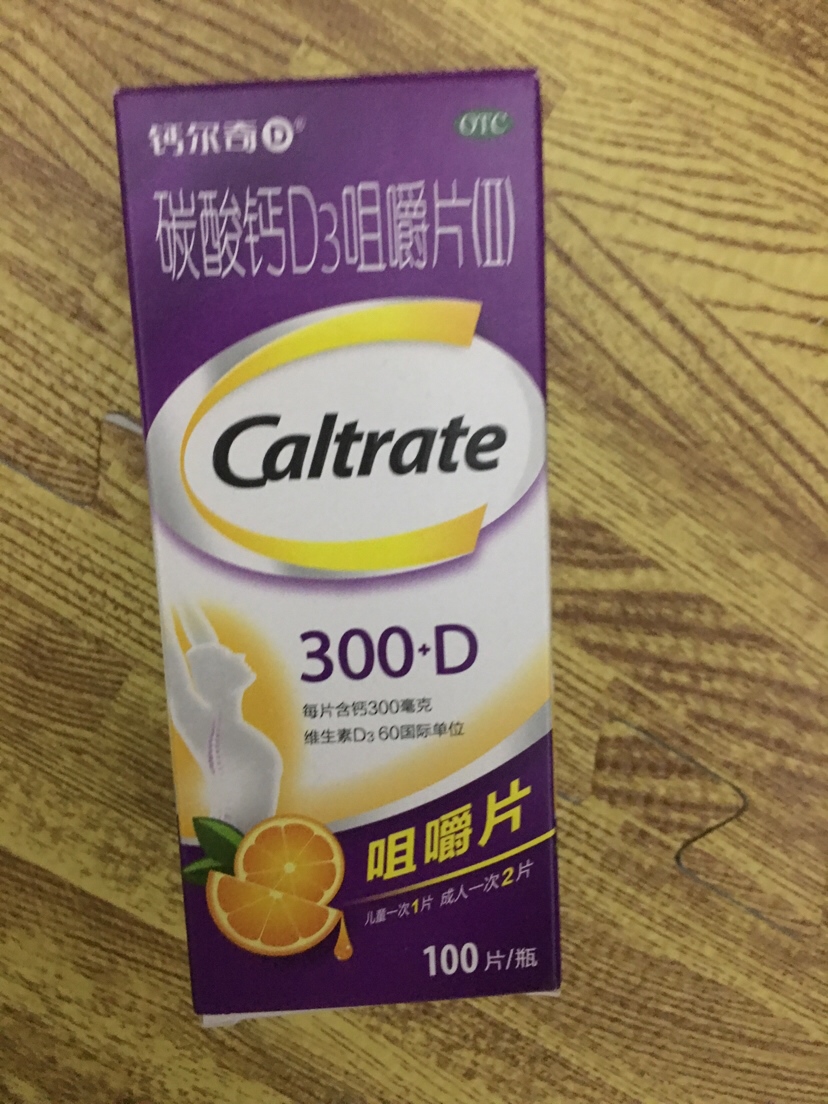 钙尔奇D®
OTC
碳酸钙D3咀嚼片(II)
Caltrate
300+D
每片含钙300毫克
维生素D3 60国际单位
咀嚼片
儿童一次1片 成人一次2片
100片/瓶